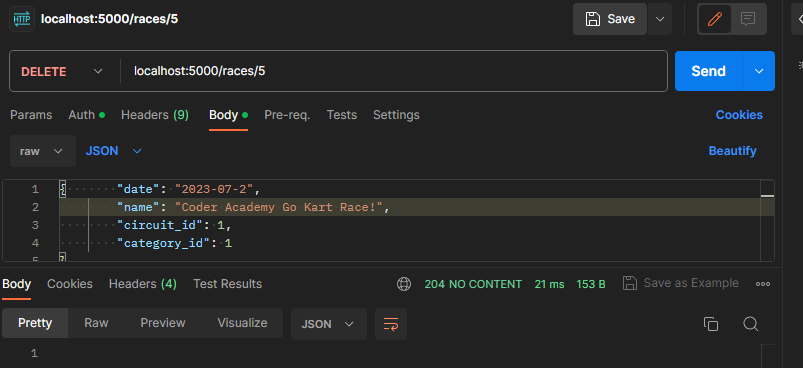 HTTP localhost:5000/races/5 Save
DELETE localhost:5000/races/5 Send
Params Auth Headers (9) Body Pre-req. Tests Settings Cookies
raw JSON Beautify
1 { "date": "2023-07-2",
2 "name": "Coder Academy Go Kart Race!",
3 "circuit_id": 1,
4 "category_id": 1
5 }
Body Cookies Headers (4) Test Results 204 NO CONTENT 21 ms 153 B Save as Example
Pretty Raw Preview Visualize JSON
1